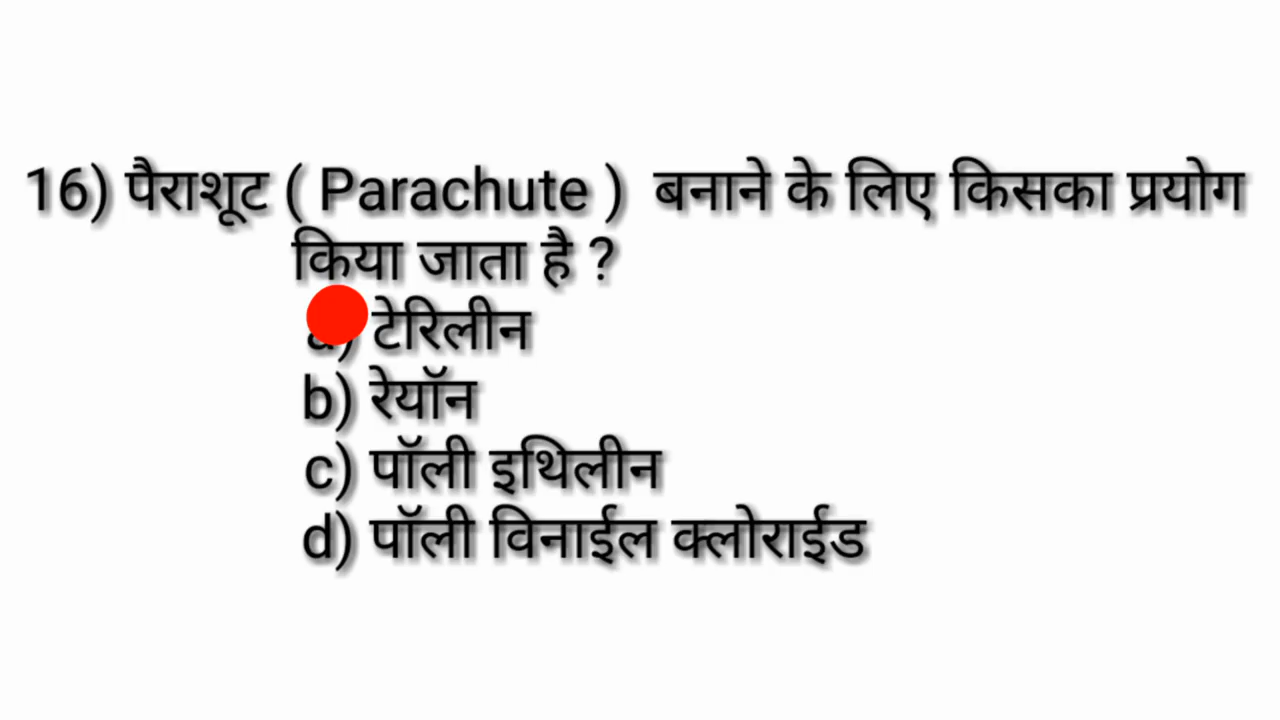 16) पैराशूट ( Parachute ) बनाने के लिए किसका प्रयोग
किया जाता है ?
a) टेरिलीन
b) रेयॉन
c) पॉली इथिलीन
d) पॉली विनाईल क्लोराईड